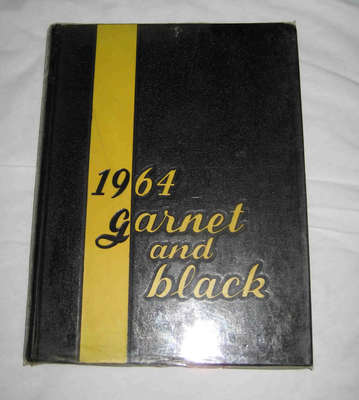 1964
garnet
and
black